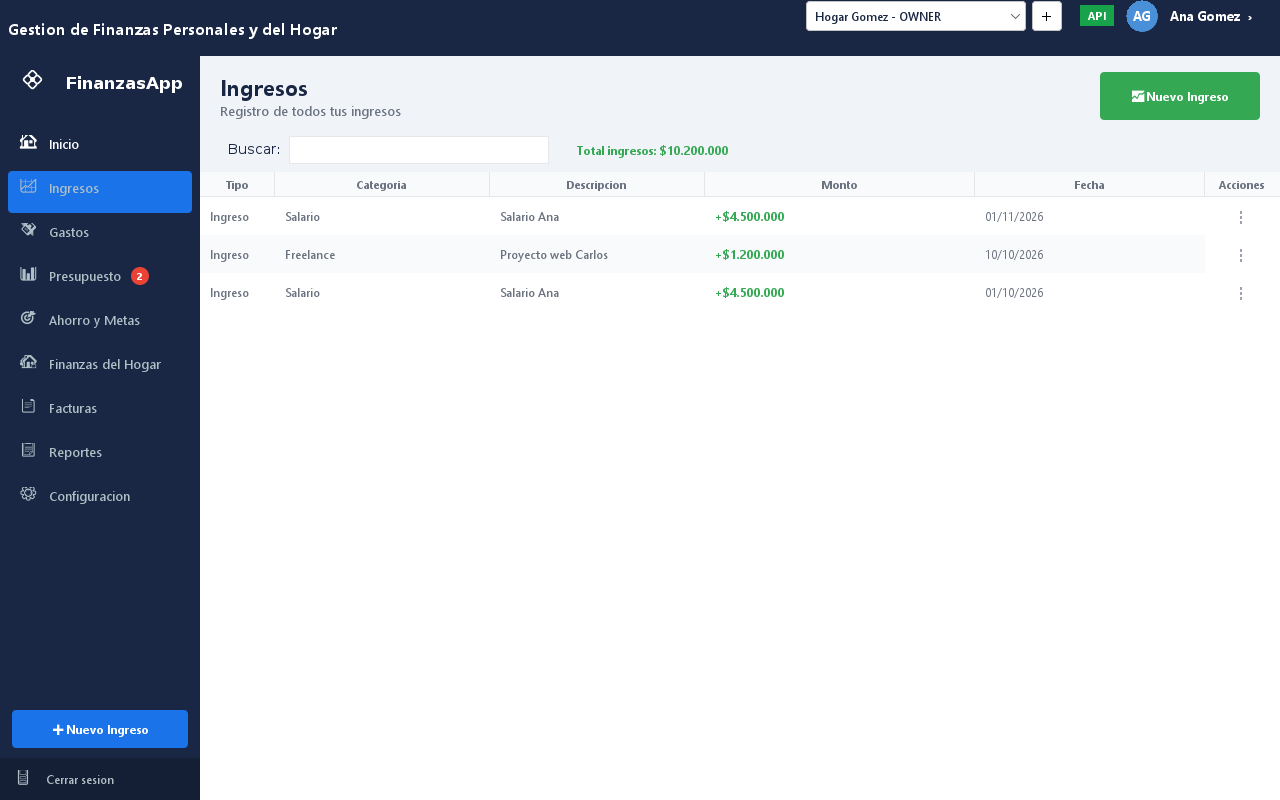 Gestion de Finanzas Personales y del Hogar
Hogar Gomez - OWNER
+
API
AG
Ana Gomez ›
FinanzasApp
Inicio
Ingresos
Gastos
Presupuesto 2
Ahorro y Metas
Finanzas del Hogar
Facturas
Reportes
Configuracion
+ Nuevo Ingreso
Cerrar sesion
Ingresos
Registro de todos tus ingresos
Nuevo Ingreso
Buscar:
Total ingresos: $10.200.000
Tipo Categoria Descripcion Monto Fecha Acciones
Ingreso Salario Salario Ana +$4.500.000 01/11/2026 ⋮
Ingreso Freelance Proyecto web Carlos +$1.200.000 10/10/2026 ⋮
Ingreso Salario Salario Ana +$4.500.000 01/10/2026 ⋮